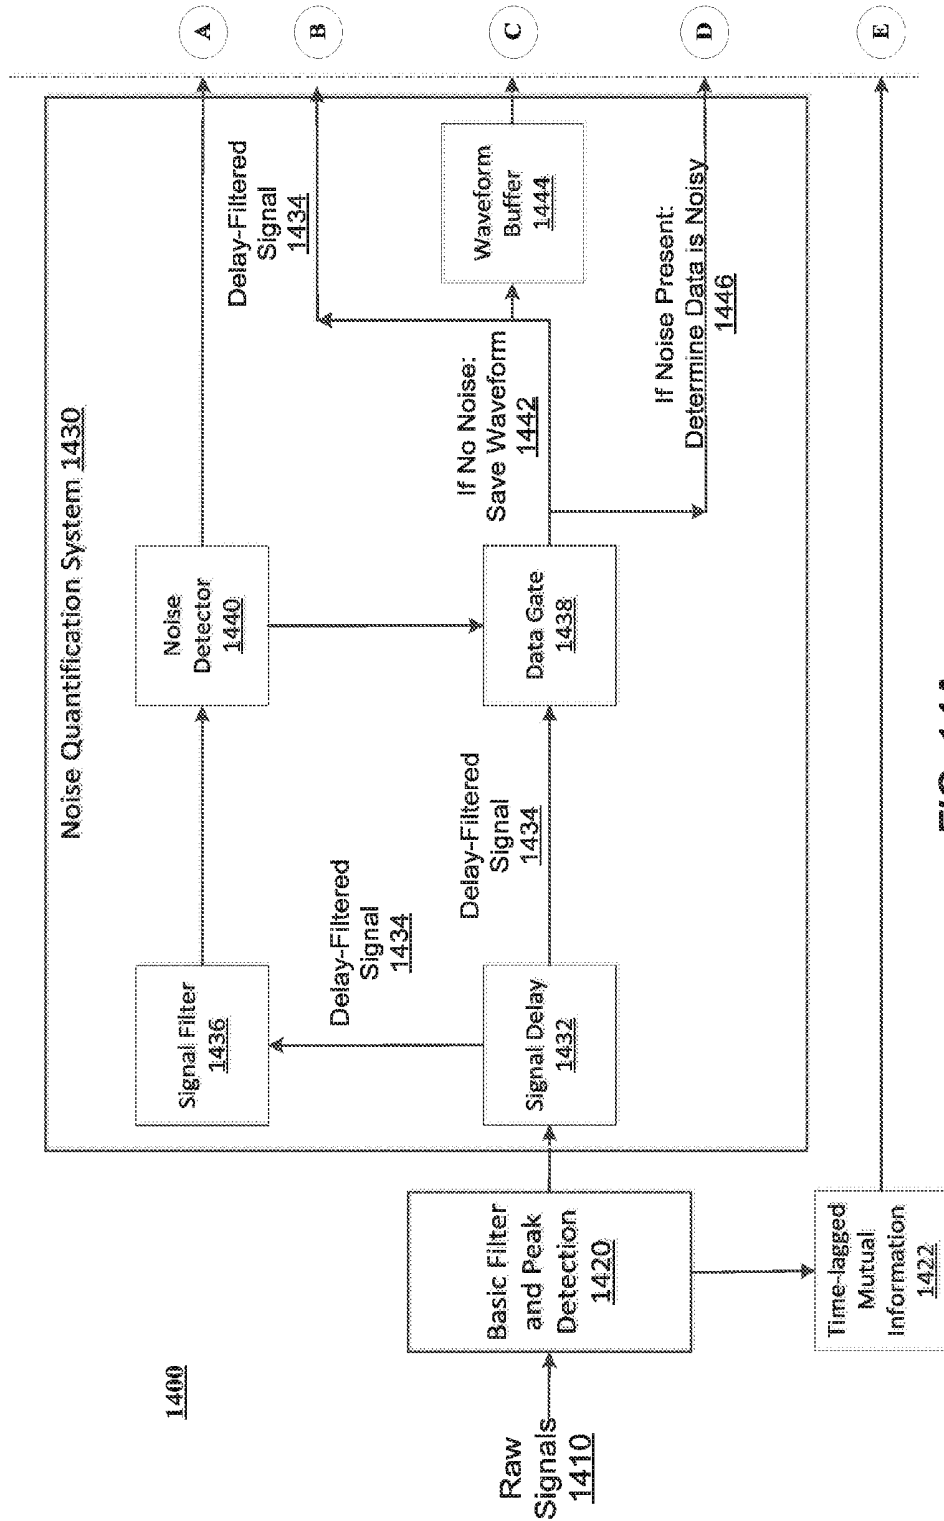 1400
Raw
Signals
1410
Basic Filter
and Peak
Detection
1420
Time-lagged
Mutual
Information
1422
Noise Quantification System 1430
Signal Filter
1436
Delay-Filtered
Signal
1434
Signal Delay
1432
Delay-Filtered
Signal
1434
Noise
Detector
1440
Data Gate
1438
If No Noise:
Save Waveform
1442
Delay-Filtered
Signal
1434
Waveform
Buffer
1444
If Noise Present:
Determine Data is Noisy
1446
A
B
C
D
E